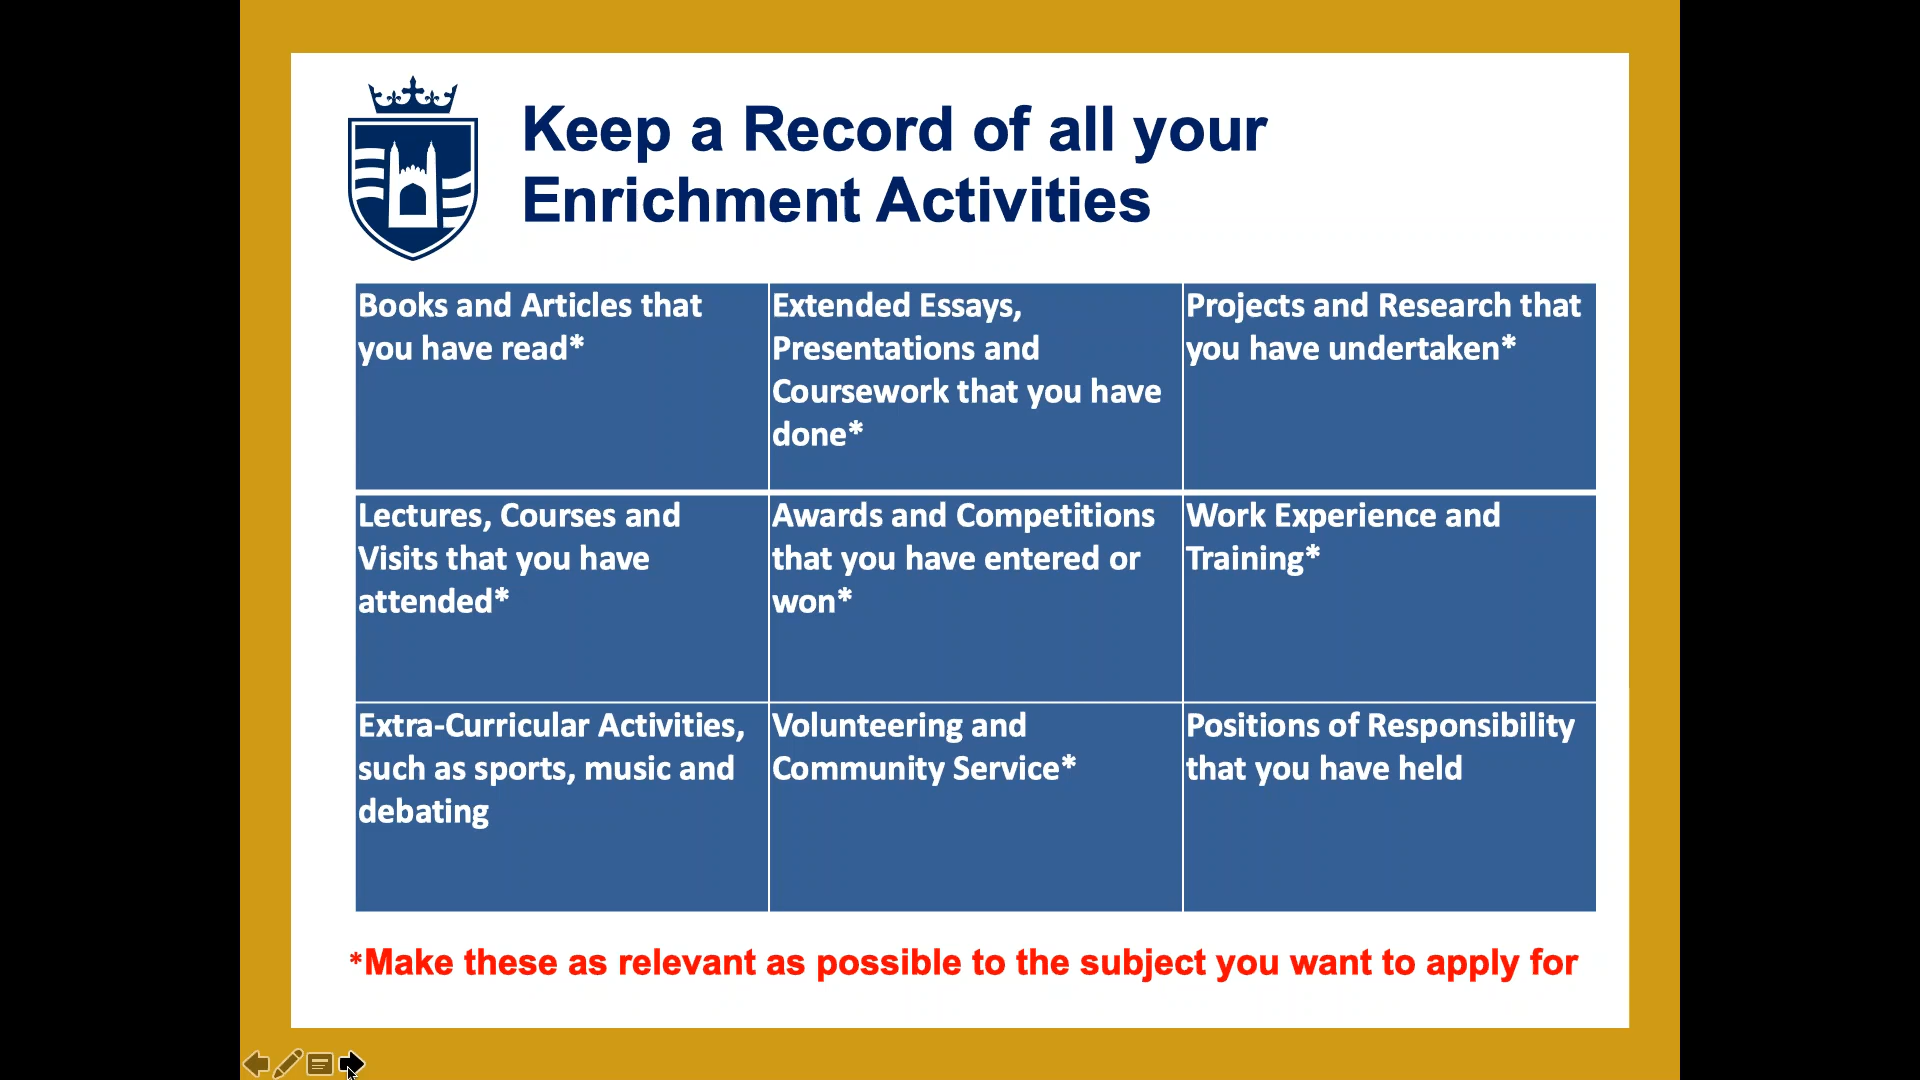 Keep a Record of all your
Enrichment Activities
Books and Articles that
you have read*
Extended Essays,
Presentations and
Coursework that you have
done*
Projects and Research that
you have undertaken*
Lectures, Courses and
Visits that you have
attended*
Awards and Competitions
that you have entered or
won*
Work Experience and
Training*
Extra-Curricular Activities,
such as sports, music and
debating
Volunteering and
Community Service*
Positions of Responsibility
that you have held
*Make these as relevant as possible to the subject you want to apply for